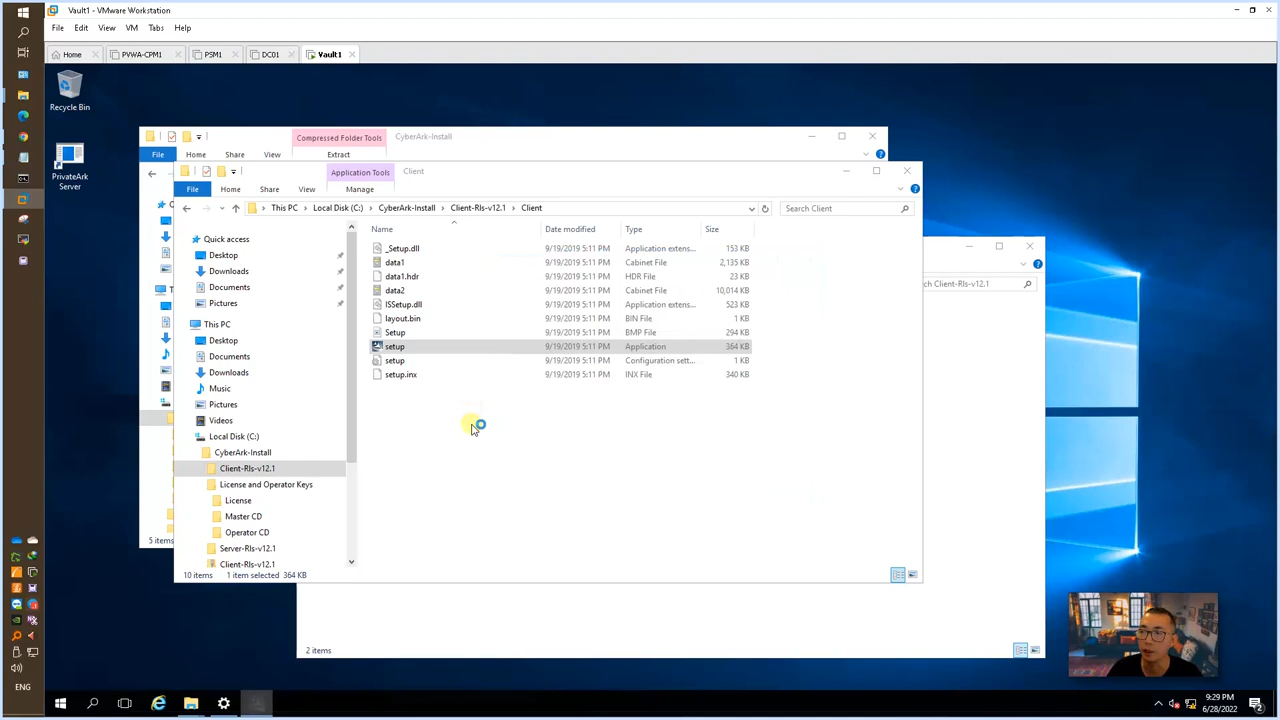 Vault1 - VMware Workstation
File Edit View VM Tabs Help
Home PVWA-CPM1 PSM1 DC01 Vault1
Recycle Bin
PrivateArk Server
Compressed Folder Tools CyberArk-Install
File Home Share View Extract
Application Tools Client
File Home Share View Manage
This PC Local Disk (C:) CyberArk-Install Client-Rls-v12.1 Client Search Client
Name Date modified Type Size
_Setup.dll 9/19/2019 5:11 PM Application extens... 153 KB
data1 9/19/2019 5:11 PM Cabinet File 2,135 KB
data1.hdr 9/19/2019 5:11 PM HDR File 23 KB
data2 9/19/2019 5:11 PM Cabinet File 10,014 KB
ISSetup.dll 9/19/2019 5:11 PM Application extens... 523 KB
layout.bin 9/19/2019 5:11 PM BIN File 1 KB
Setup 9/19/2019 5:11 PM BMP File 294 KB
setup 9/19/2019 5:11 PM Application 364 KB
setup 9/19/2019 5:11 PM Configuration sett... 1 KB
setup.inx 9/19/2019 5:11 PM INX File 340 KB
Quick access
Desktop
Downloads
Documents
Pictures
This PC
Desktop
Documents
Downloads
Music
Pictures
Videos
Local Disk (C:)
CyberArk-Install
Client-Rls-v12.1
License and Operator Keys
License
Master CD
Operator CD
Server-Rls-v12.1
Client-Rls-v12.1
10 items 1 item selected 364 KB
5 items
ch Client-Rls-v12.1
2 items
ENG
9:29 PM
6/28/2022
2